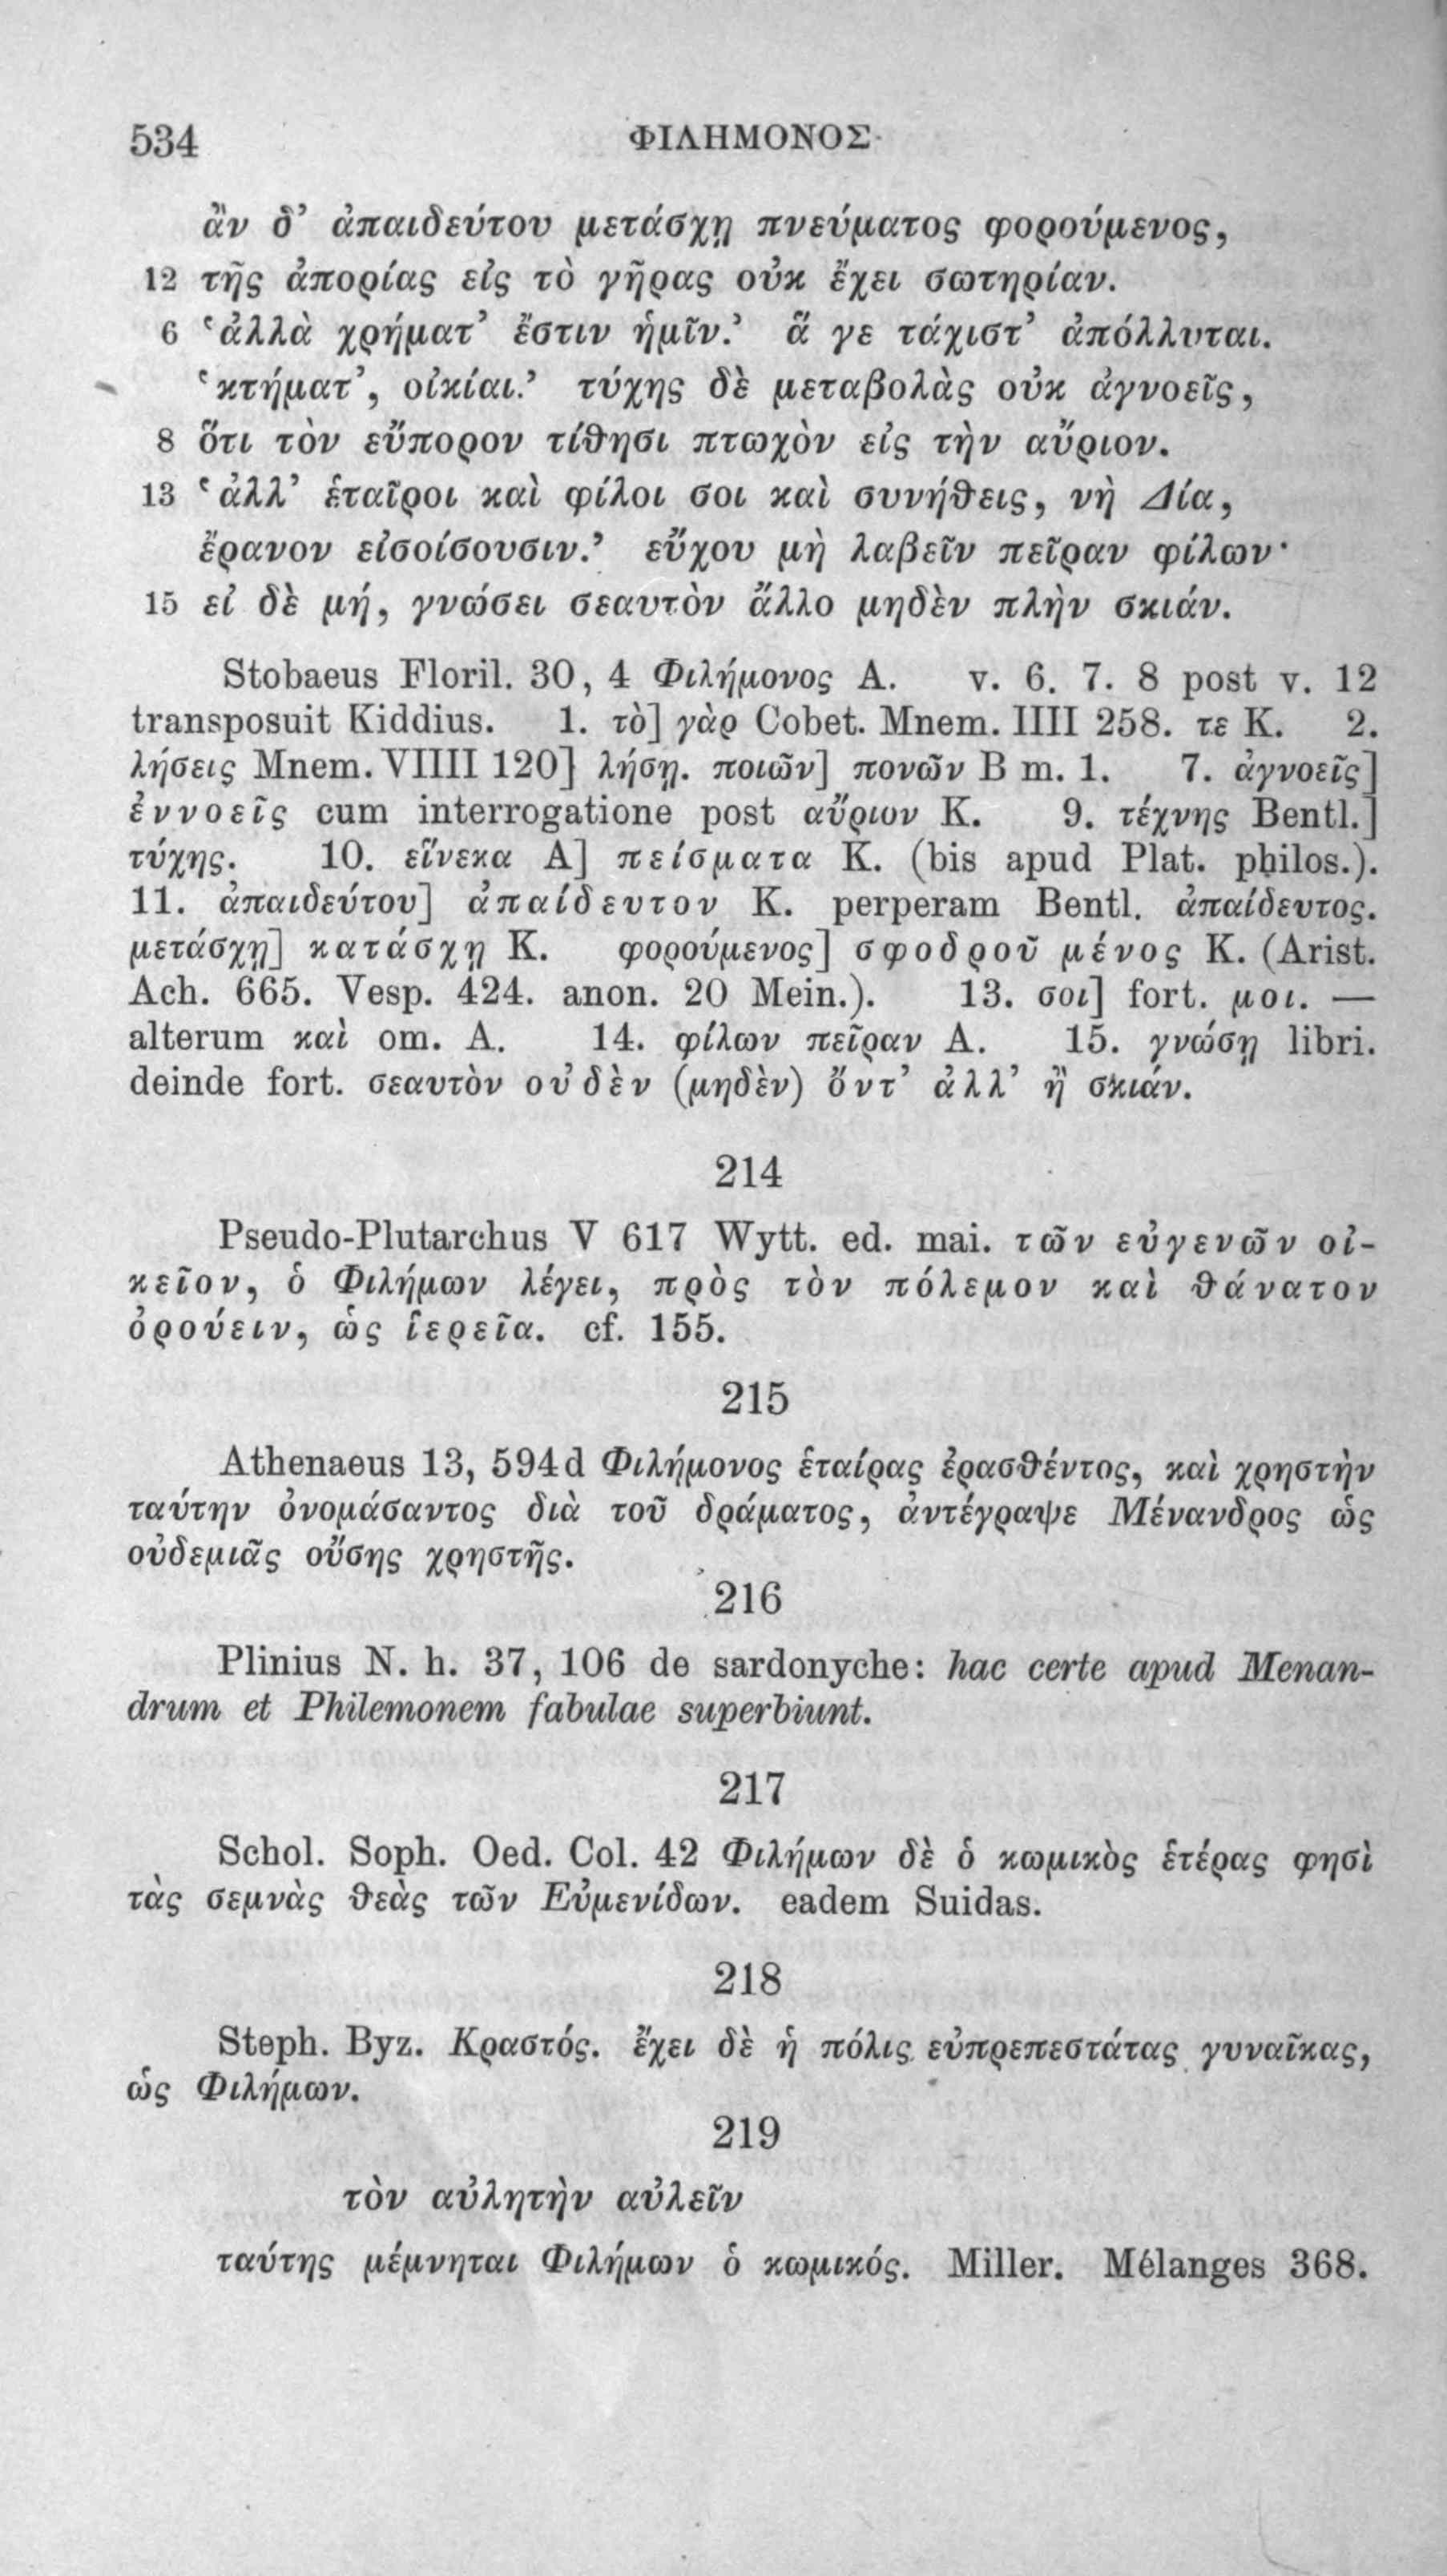 534 ΦΙΛΗΜΟΝΟΣ
ἂν δ’ ἀπαιδεύτου μετάσχῃ πνεύματος φορούμενος,
12 τῆς ἀπορίας εἰς τὸ γῆρας οὐκ ἔχει σωτηρίαν.
6 ‘ἀλλὰ χρήματ’ ἔστιν ἡμῖν.’ ἅ γε τάχιστ’ ἀπόλλυται.
‘κτήματ’, οἰκίαι.’ τύχης δὲ μεταβολὰς οὐκ ἀγνοεῖς,
8 ὅτι τὸν εὔπορον τίθησι πτωχὸν εἰς τὴν αὔριον.
13 ‘ἀλλ’ ἑταῖροι καὶ φίλοι σοι καὶ συνήθεις, νὴ Δία,
ἔρανον εἰσοίσουσιν.’ εὔχου μὴ λαβεῖν πεῖραν φίλων·
15 εἰ δὲ μή, γνώσει σεαυτὸν ἄλλο μηδὲν πλὴν σκιάν.
Stobaeus Floril. 30, 4 Φιλήμονος A. v. 6. 7. 8 post v. 12
transposuit Kiddius. 1. τὸ] γὰρ Cobet. Mnem. IIII 258. τε K. 2.
λήσεις Mnem. VIIII 120] λήσῃ. ποιῶν] πονῶν B m. 1. 7. ἀγνοεῖς]
ἐννοεῖς cum interrogatione post αὔριον K. 9. τέχνης Bentl.]
τύχης. 10. εἵνεκα A] πείσματα K. (bis apud Plat. philos.).
11. ἀπαιδεύτου] ἀπαίδευτον K. perperam Bentl. ἀπαίδευτος.
μετάσχῃ] κατάσχῃ K. φορούμενος] σφοδροῦ μένος K. (Arist.
Ach. 665. Vesp. 424. anon. 20 Mein.). 13. σοι] fort. μοι. —
alterum καὶ om. A. 14. φίλων πεῖραν A. 15. γνώσῃ libri.
deinde fort. σεαυτὸν οὐδὲν (μηδὲν) ὄντ’ ἀλλ’ ἢ σκιάν.
214
Pseudo-Plutarchus V 617 Wytt. ed. mai. τῶν εὐγενῶν οἰ-
κεῖον, ὁ Φιλήμων λέγει, πρὸς τὸν πόλεμον καὶ θάνατον
ὀρούειν, ὡς ἱερεῖα. cf. 155.
215
Athenaeus 13, 594d Φιλήμονος ἑταίρας ἐρασθέντος, καὶ χρηστὴν
ταύτην ὀνομάσαντος διὰ τοῦ δράματος, ἀντέγραψε Μένανδρος ὡς
οὐδεμιᾶς οὔσης χρηστῆς.
216
Plinius N. h. 37, 106 de sardonyche: hac certe apud Menan-
drum et Philemonem fabulae superbiunt.
217
Schol. Soph. Oed. Col. 42 Φιλήμων δὲ ὁ κωμικὸς ἑτέρας φησὶ
τὰς σεμνὰς θεὰς τῶν Εὐμενίδων. eadem Suidas.
218
Steph. Byz. Κραστός. ἔχει δὲ ἡ πόλις εὐπρεπεστάτας γυναῖκας,
ὡς Φιλήμων.
219
τὸν αὐλητὴν αὐλεῖν
ταύτης μέμνηται Φιλήμων ὁ κωμικός. Miller. Mélanges 368.